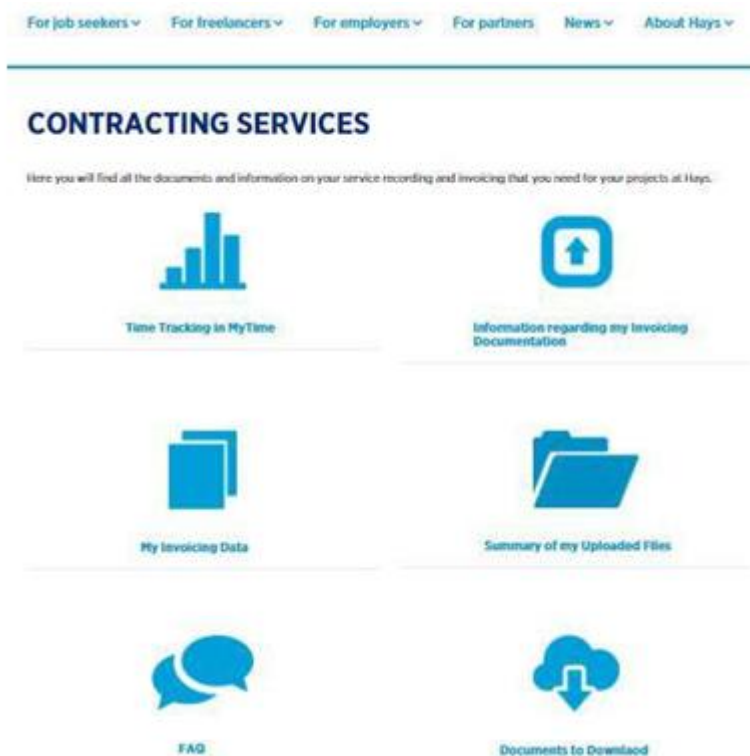 For job seekers For freelancers For employers For partners News About Hays
CONTRACTING SERVICES
Here you will find all the documents and information on your service recording and invoicing that you need for your projects at Hays.
Time Tracking in MyTime
Information regarding my Invoicing
Documentation
My Invoicing Data
Summary of my Uploaded Files
FAQ
Documents to Downlaod